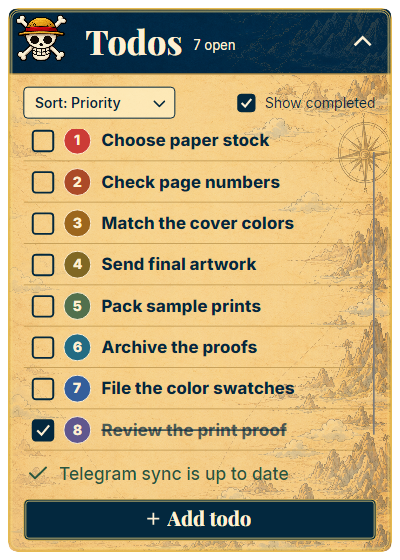 Todos 7 open
Sort: Priority Show completed
1 Choose paper stock
2 Check page numbers
3 Match the cover colors
4 Send final artwork
5 Pack sample prints
6 Archive the proofs
7 File the color swatches
8 Review the print proof
Telegram sync is up to date
+ Add todo